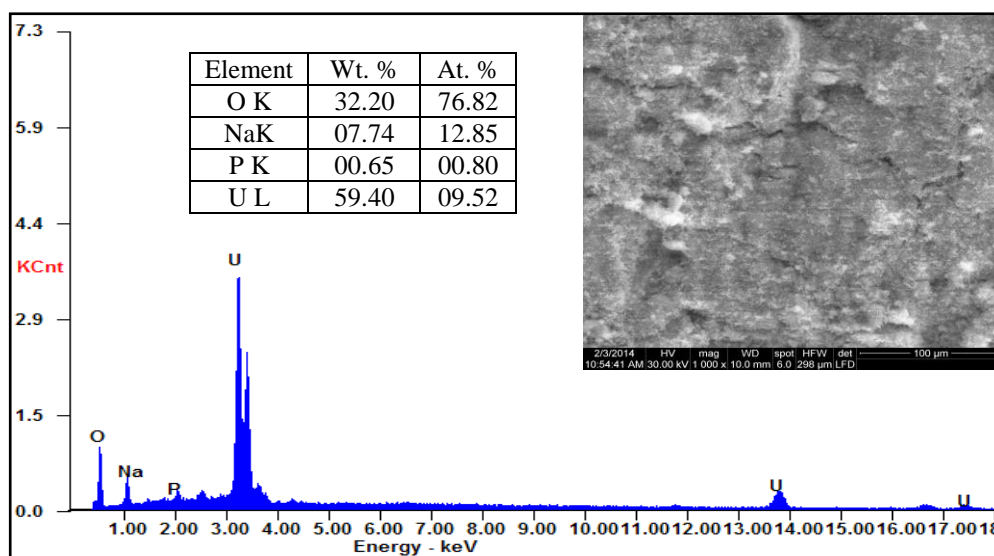 7.3
5.9
4.4
KCnt
2.9
1.5
0.0
Element Wt. % At. %
O K 32.20 76.82
NaK 07.74 12.85
P K 00.65 00.80
U L 59.40 09.52
U
O
Na
P
U
U
1.00 2.00 3.00 4.00 5.00 6.00 7.00 8.00 9.00 10.00 11.00 12.00 13.00 14.00 15.00 16.00 17.00 18
Energy - keV
2/3/2014 HV mag WD spot HFW det 100 µm
10:54:41 AM 30.00 kV 1 000 x 10.0 mm 6.0 298 µm LFD